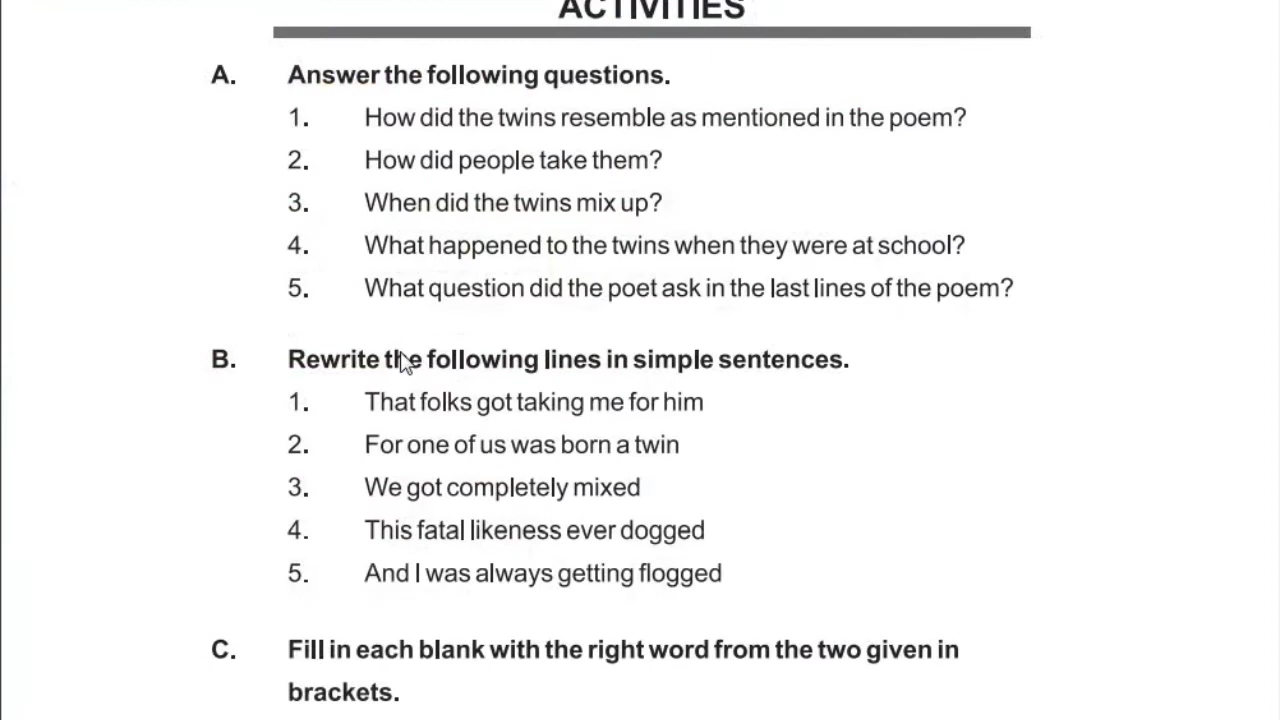 ACTIVITIES
A. Answer the following questions.
1. How did the twins resemble as mentioned in the poem?
2. How did people take them?
3. When did the twins mix up?
4. What happened to the twins when they were at school?
5. What question did the poet ask in the last lines of the poem?
B. Rewrite the following lines in simple sentences.
1. That folks got taking me for him
2. For one of us was born a twin
3. We got completely mixed
4. This fatal likeness ever dogged
5. And I was always getting flogged
C. Fill in each blank with the right word from the two given in
brackets.